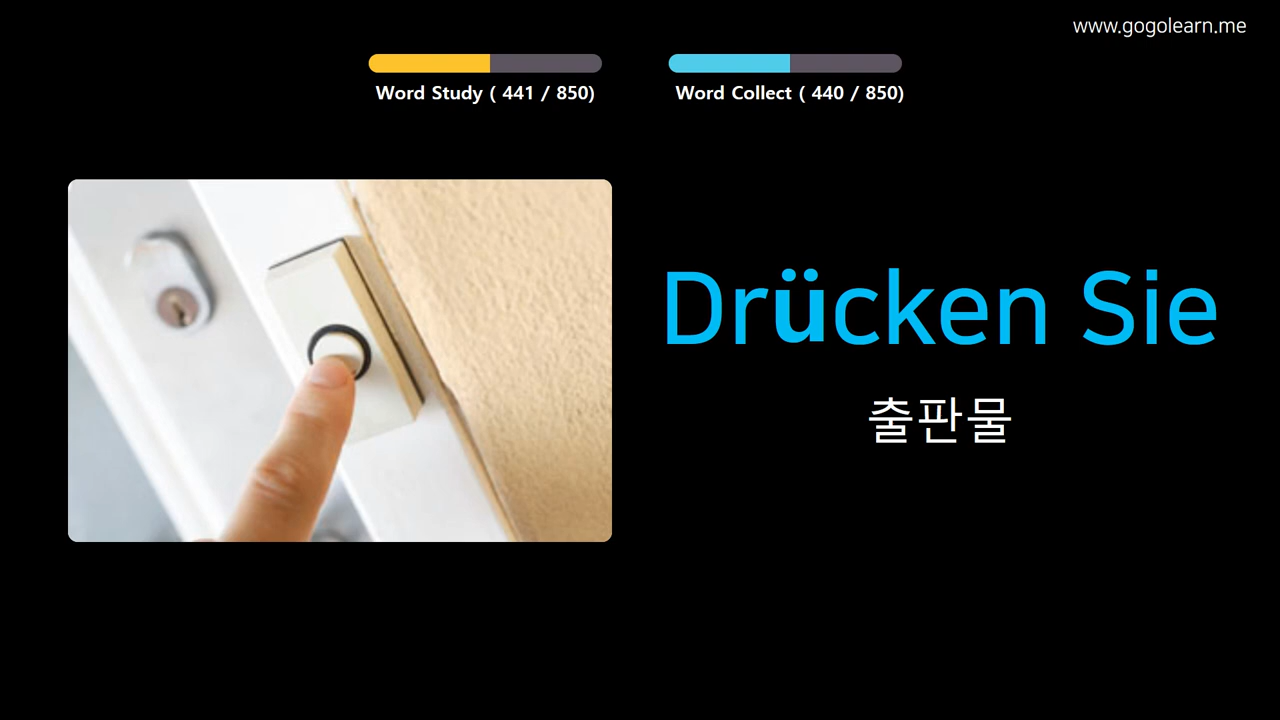 www.gogolearn.me
Word Study ( 441 / 850)
Word Collect ( 440 / 850)
Drücken Sie
출판물